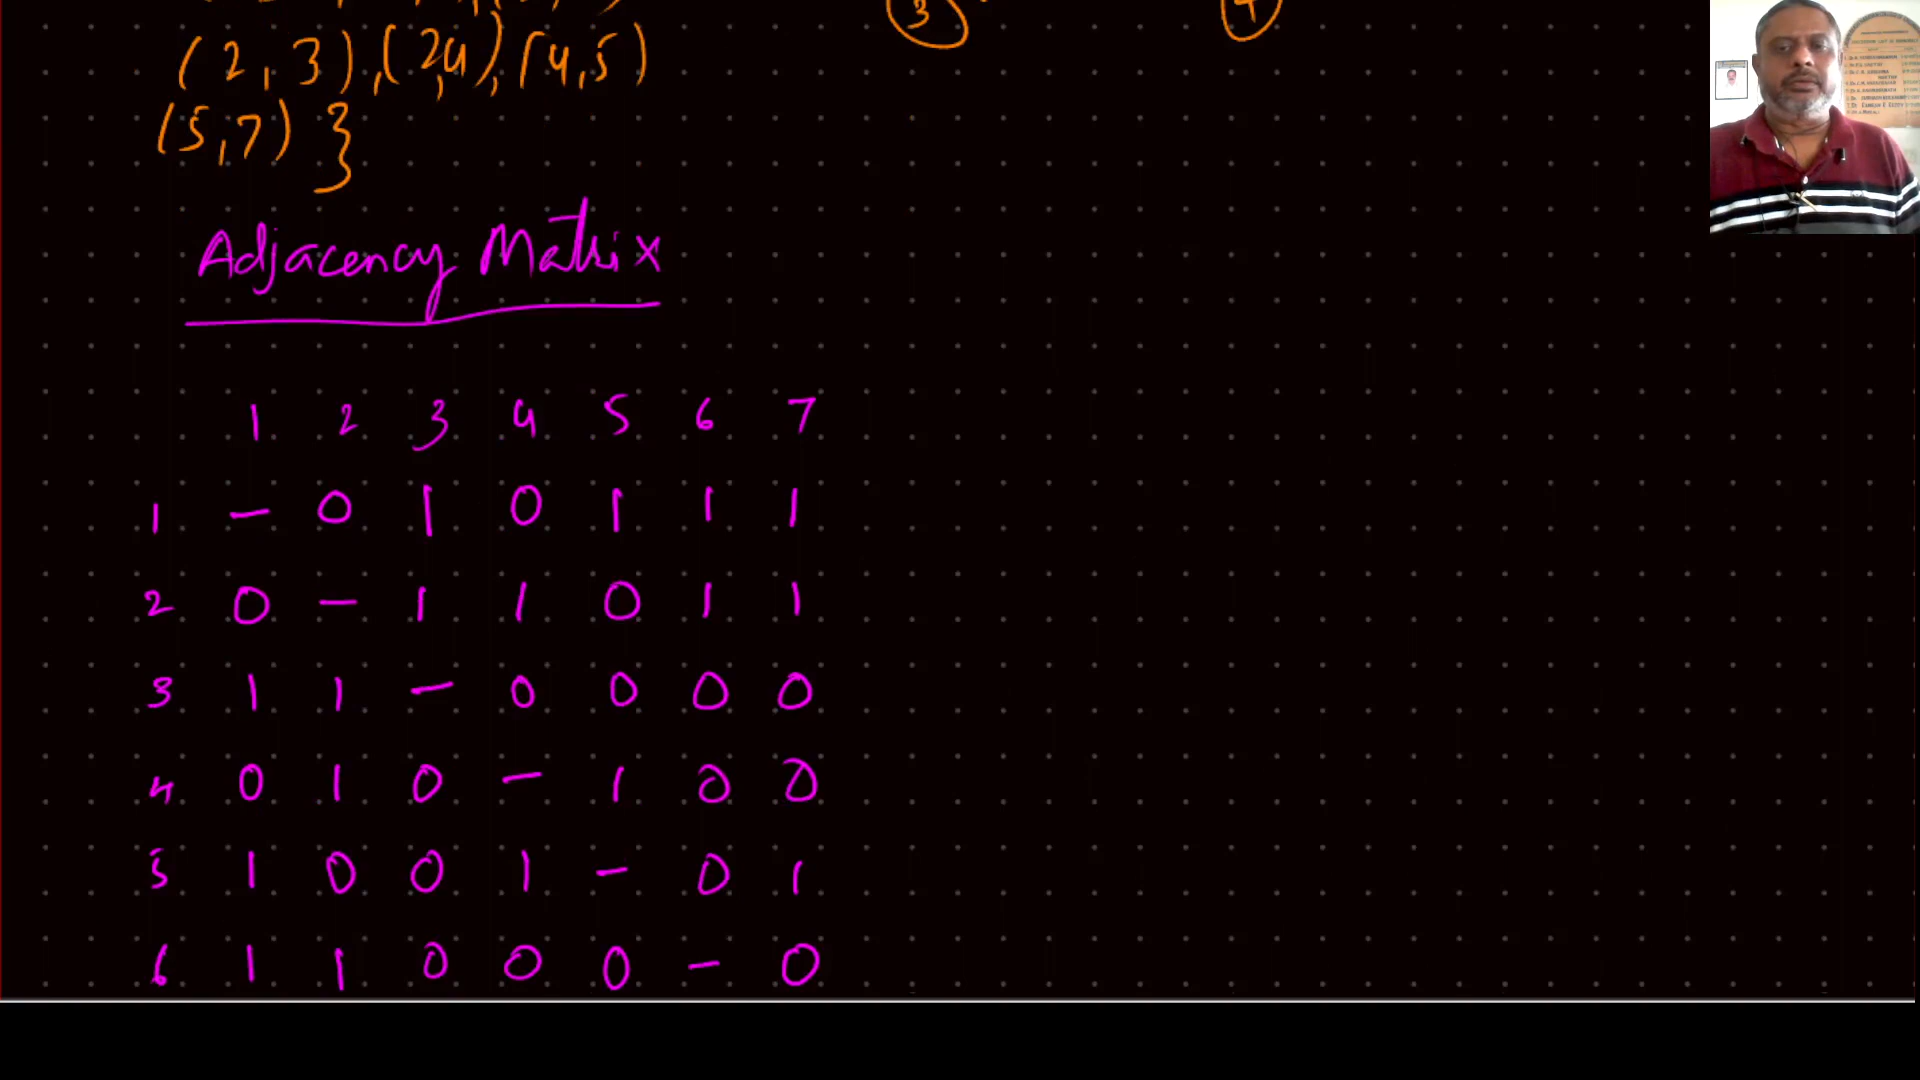 (2, 3), (2,4), (4,5)
(5,7) }
3
4
Adjacency Matrix
1 2 3 4 5 6 7
1 - 0 1 0 1 1 1
2 0 - 1 1 0 1 1
3 1 1 - 0 0 0 0
4 0 1 0 - 1 0 0
5 1 0 0 1 - 0 1
6 1 1 0 0 0 - 0